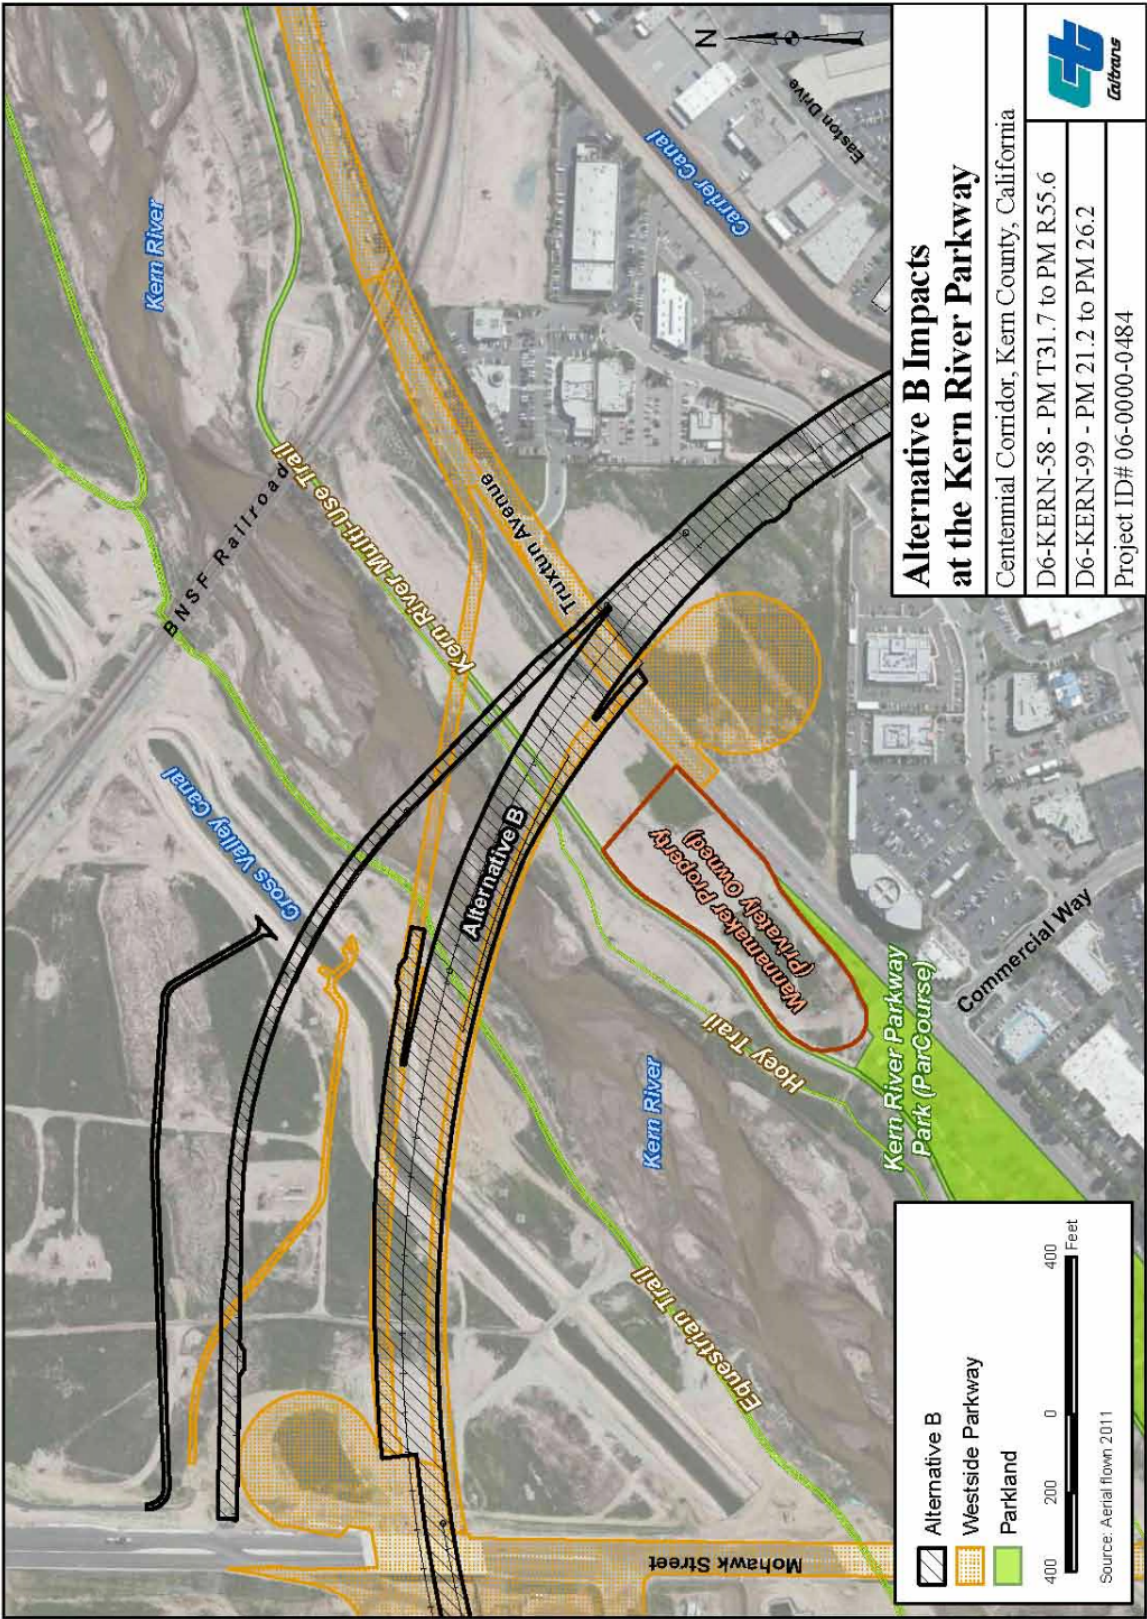 N
Kern River
Carrier Canal
Easton Drive
BNSF Railroad
Kern River Multi-Use Trail
Truxtun Avenue
Cross Valley Canal
Alternative B
Wannamaker Property
(Privately Owned)
Hoey Trail
Kern River
Kern River Parkway
Park (ParCourse)
Commercial Way
Equestrian Trail
Mohawk Street
Alternative B
Westside Parkway
Parkland
400 200 0 400
Feet
Source: Aerial flown 2011
Alternative B Impacts
at the Kern River Parkway
Centennial Corridor, Kern County, California
D6-KERN-58 - PM T31.7 to PM R55.6
D6-KERN-99 - PM 21.2 to PM 26.2
Project ID# 06-0000-0484
Caltrans